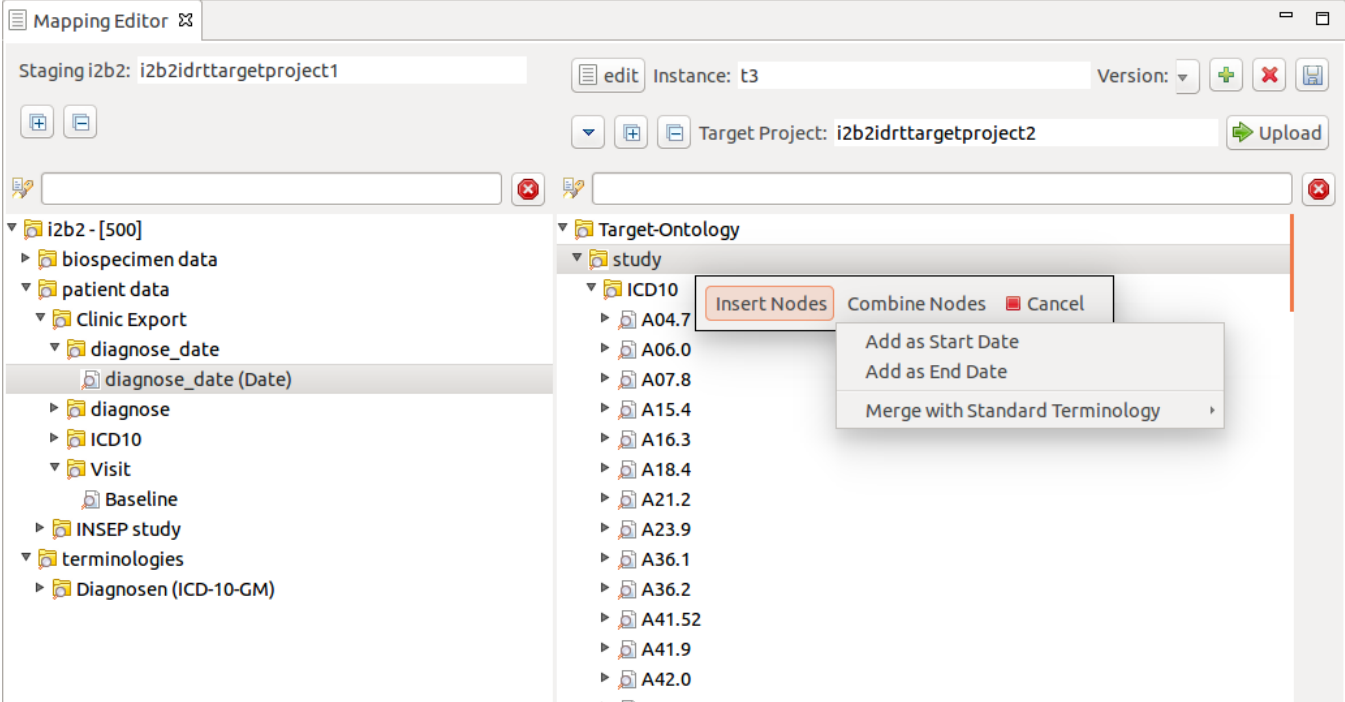 Mapping Editor
Staging i2b2: i2b2idrttargetproject1
edit Instance: t3 Version:
Target Project: i2b2idrttargetproject2 Upload
i2b2 - [500]
biospecimen data
patient data
Clinic Export
diagnose_date
diagnose_date (Date)
diagnose
ICD10
Visit
Baseline
INSEP study
terminologies
Diagnosen (ICD-10-GM)
Target-Ontology
study
ICD10
Insert Nodes Combine Nodes Cancel
Add as Start Date
Add as End Date
Merge with Standard Terminology
A04.7
A06.0
A07.8
A15.4
A16.3
A18.4
A21.2
A23.9
A36.1
A36.2
A41.52
A41.9
A42.0